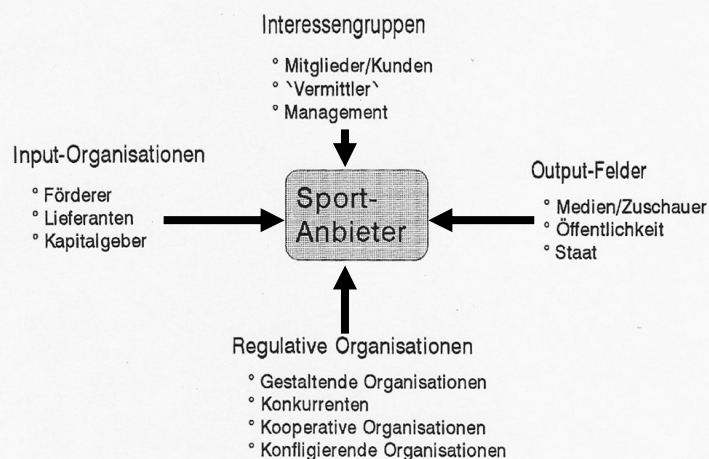 Interessengruppen
° Mitglieder/Kunden
° `Vermittler`
° Management
Input-Organisationen
° Förderer
° Lieferanten
° Kapitalgeber
Sport-
Anbieter
Output-Felder
° Medien/Zuschauer
° Öffentlichkeit
° Staat
Regulative Organisationen
° Gestaltende Organisationen
° Konkurrenten
° Kooperative Organisationen
° Konfligierende Organisationen